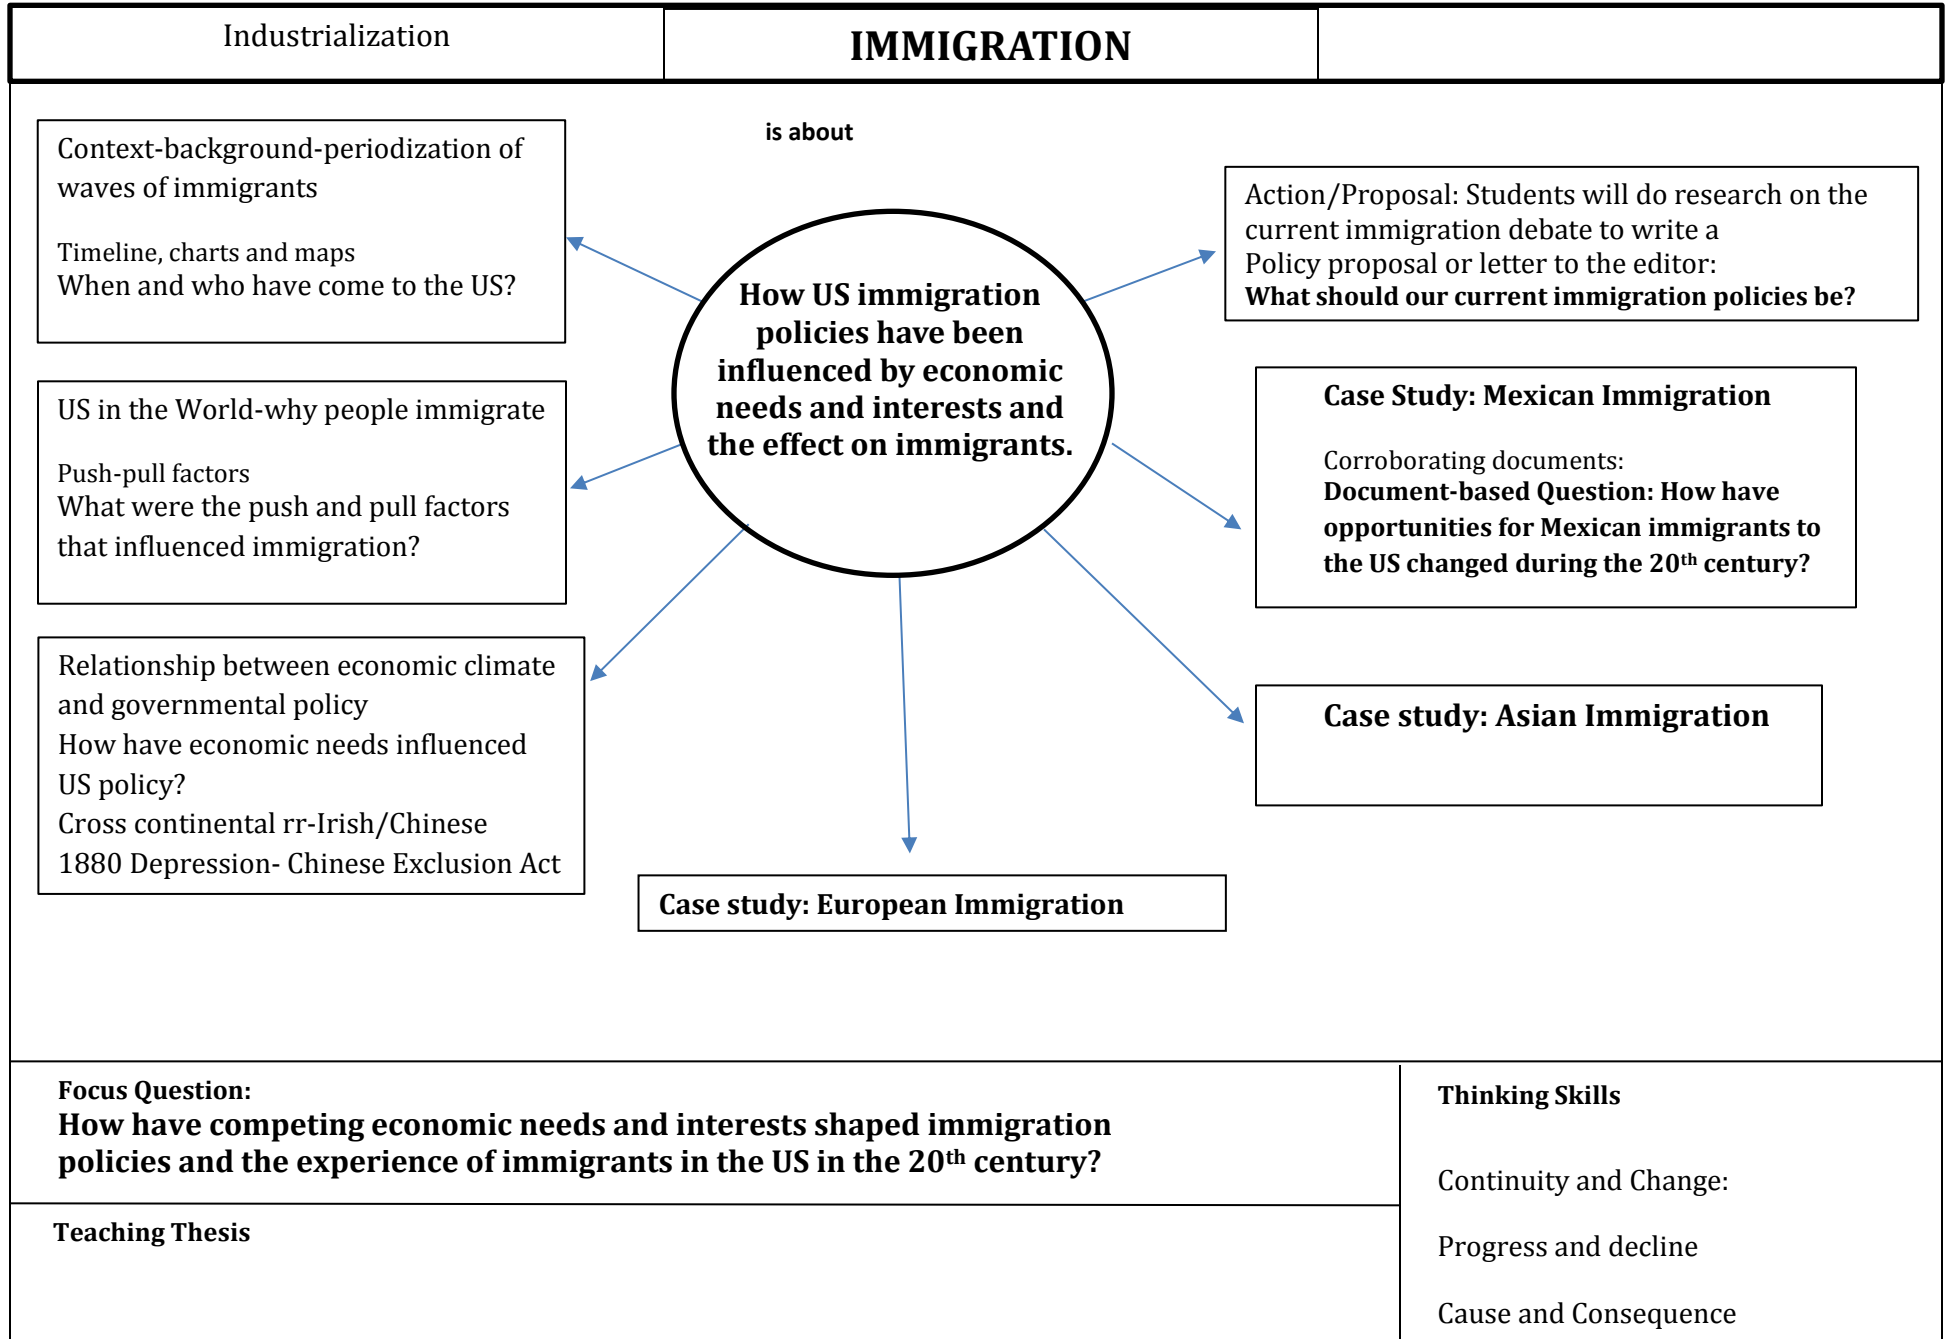 Industrialization
IMMIGRATION
is about
Context-background-periodization of
waves of immigrants
Timeline, charts and maps
When and who have come to the US?
US in the World-why people immigrate
Push-pull factors
What were the push and pull factors
that influenced immigration?
Relationship between economic climate
and governmental policy
How have economic needs influenced
US policy?
Cross continental rr-Irish/Chinese
1880 Depression- Chinese Exclusion Act
How US immigration
policies have been
influenced by economic
needs and interests and
the effect on immigrants.
Case study: European Immigration
Action/Proposal: Students will do research on the
current immigration debate to write a
Policy proposal or letter to the editor:
What should our current immigration policies be?
Case Study: Mexican Immigration
Corroborating documents:
Document-based Question: How have
opportunities for Mexican immigrants to
the US changed during the 20th century?
Case study: Asian Immigration
Focus Question:
How have competing economic needs and interests shaped immigration
policies and the experience of immigrants in the US in the 20th century?
Teaching Thesis
Thinking Skills
Continuity and Change:
Progress and decline
Cause and Consequence